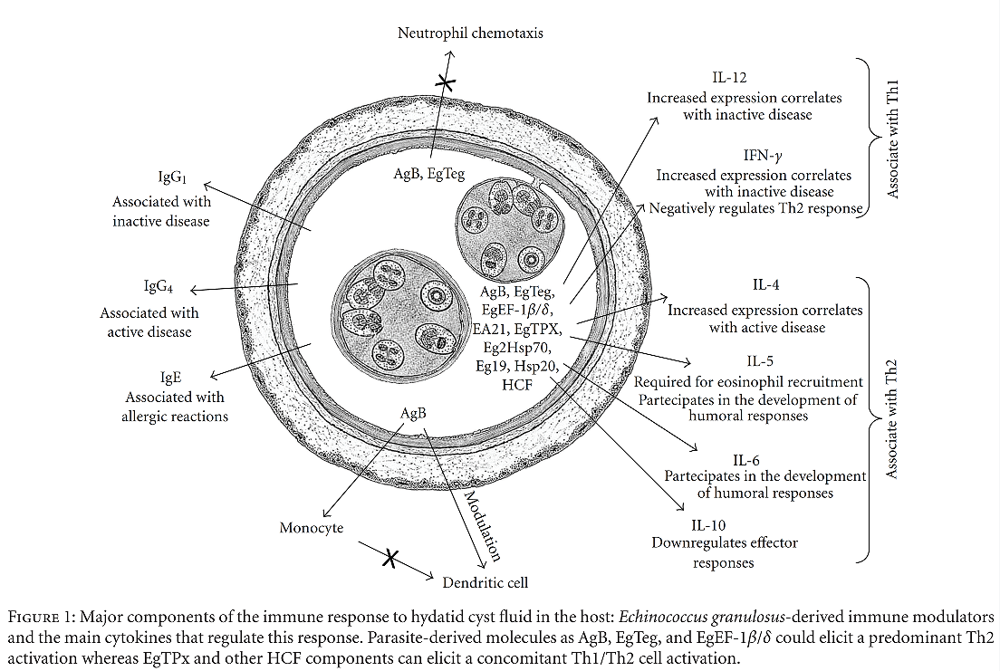 Neutrophil chemotaxis
AgB, EgTeg
IgG₁
Associated with
inactive disease
IgG₄
Associated with
active disease
IgE
Associated with
allergic reactions
AgB, EgTeg,
EgEF-1β/δ,
EA21, EgTPX,
Eg2Hsp70,
Eg19, Hsp20,
HCF
AgB
Monocyte
Modulation
Dendritic cell
IL-12
Increased expression correlates
with inactive disease
IFN-γ
Increased expression correlates
with inactive disease
Negatively regulates Th2 response
Associate with Th1
IL-4
Increased expression correlates
with active disease
IL-5
Required for eosinophil recruitment
Partecipates in the development of
humoral responses
IL-6
Partecipates in the development
of humoral responses
IL-10
Downregulates effector
responses
Associate with Th2
Figure 1: Major components of the immune response to hydatid cyst fluid in the host: Echinococcus granulosus-derived immune modulators
and the main cytokines that regulate this response. Parasite-derived molecules as AgB, EgTeg, and EgEF-1β/δ could elicit a predominant Th2
activation whereas EgTPx and other HCF components can elicit a concomitant Th1/Th2 cell activation.